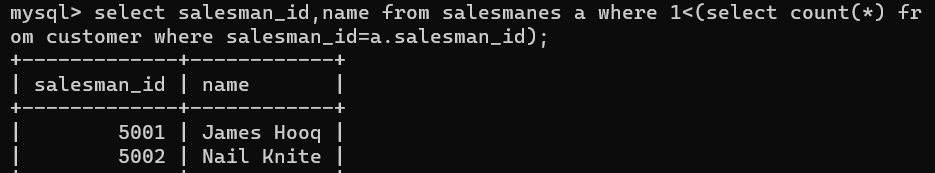 mysql> select salesman_id,name from salesmanes a where 1<(select count(*) fr
om customer where salesman_id=a.salesman_id);
+-------------+------------+
| salesman_id | name       |
+-------------+------------+
|        5001 | James Hooq |
|        5002 | Nail Knite |